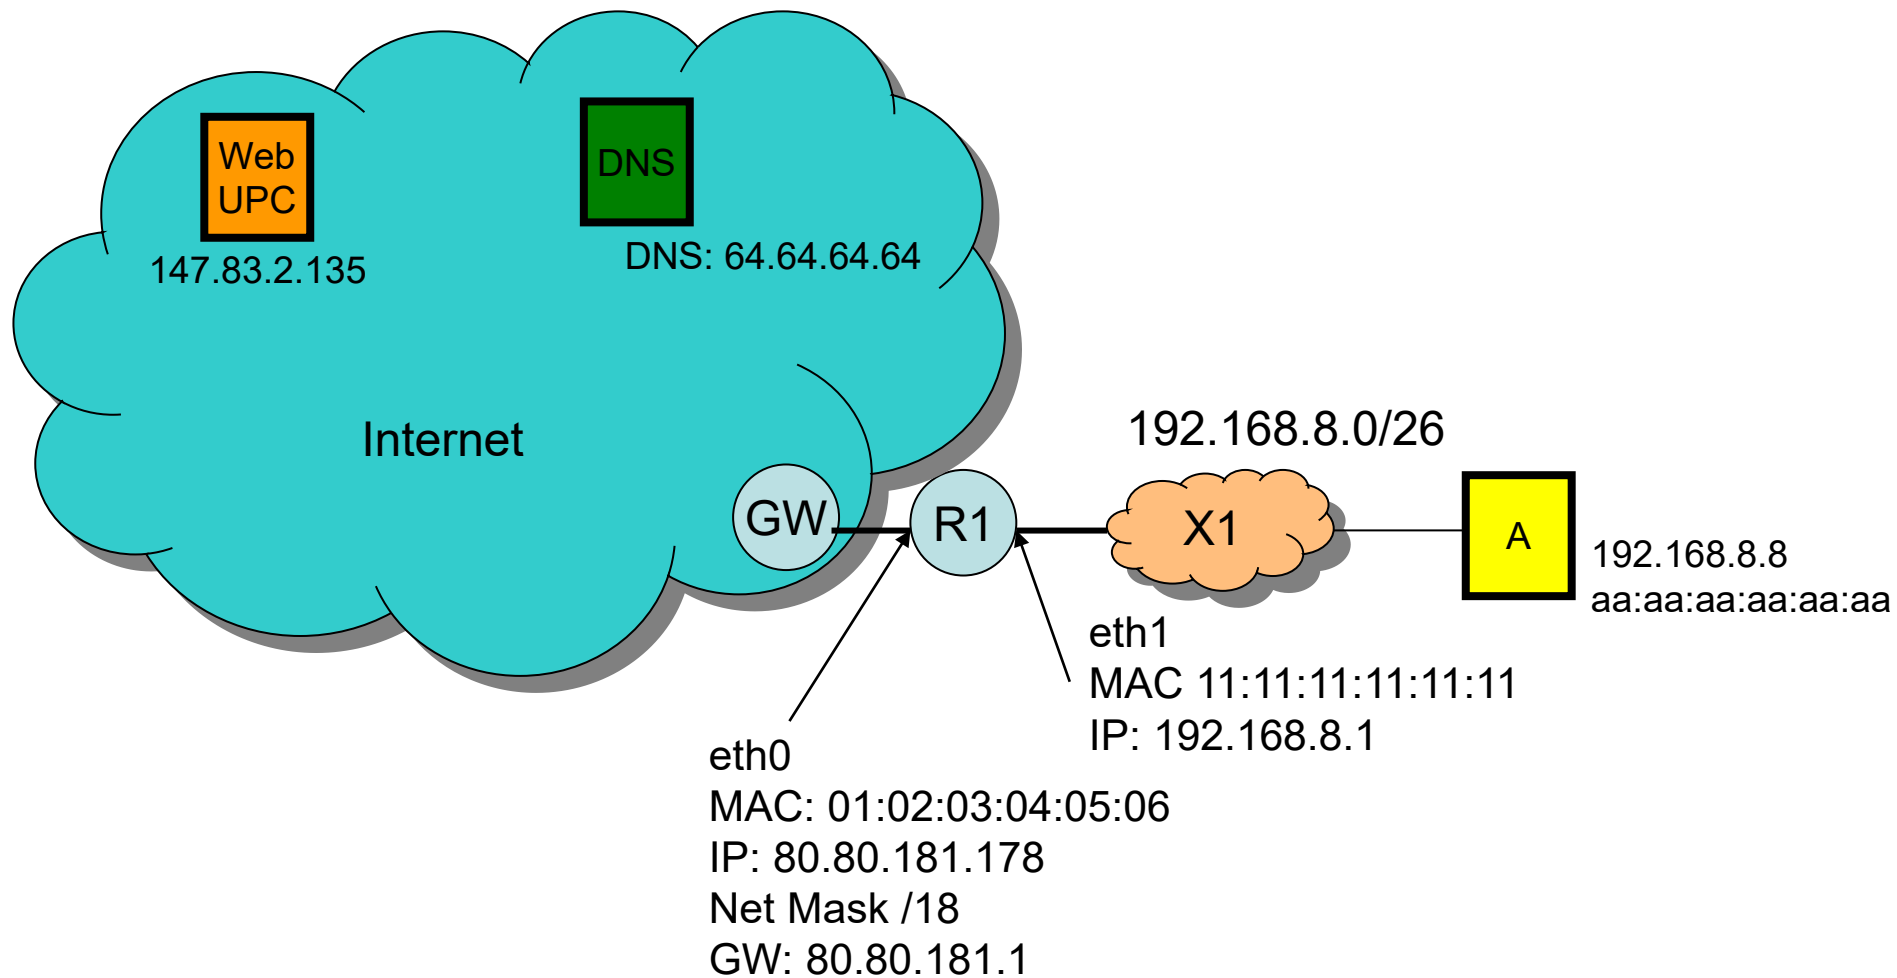 Web
UPC
147.83.2.135
DNS
DNS: 64.64.64.64
Internet
GW
R1
192.168.8.0/26
X1
A
192.168.8.8
aa:aa:aa:aa:aa:aa
eth1
MAC 11:11:11:11:11:11
IP: 192.168.8.1
eth0
MAC: 01:02:03:04:05:06
IP: 80.80.181.178
Net Mask /18
GW: 80.80.181.1